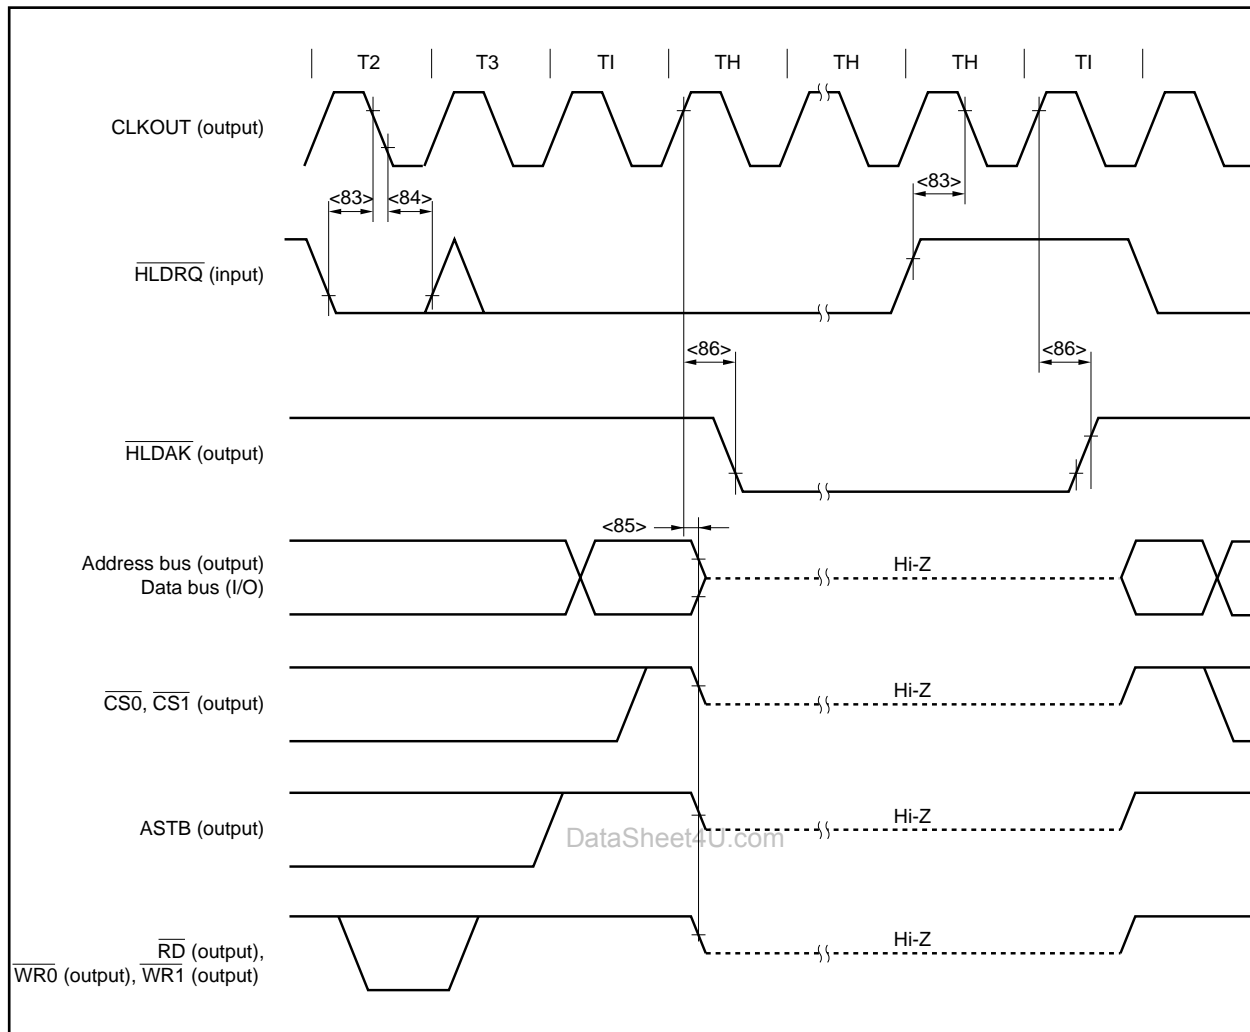 T2 T3 TI TH TH TH TI
CLKOUT (output)
<83> <84> <83>
HLDRQ (input)
<86> <86>
HLDAK (output)
<85>
Address bus (output)
Data bus (I/O)
Hi-Z
CS0, CS1 (output)
Hi-Z
ASTB (output)
Hi-Z
DataSheet4U.com
RD (output),
WR0 (output), WR1 (output)
Hi-Z